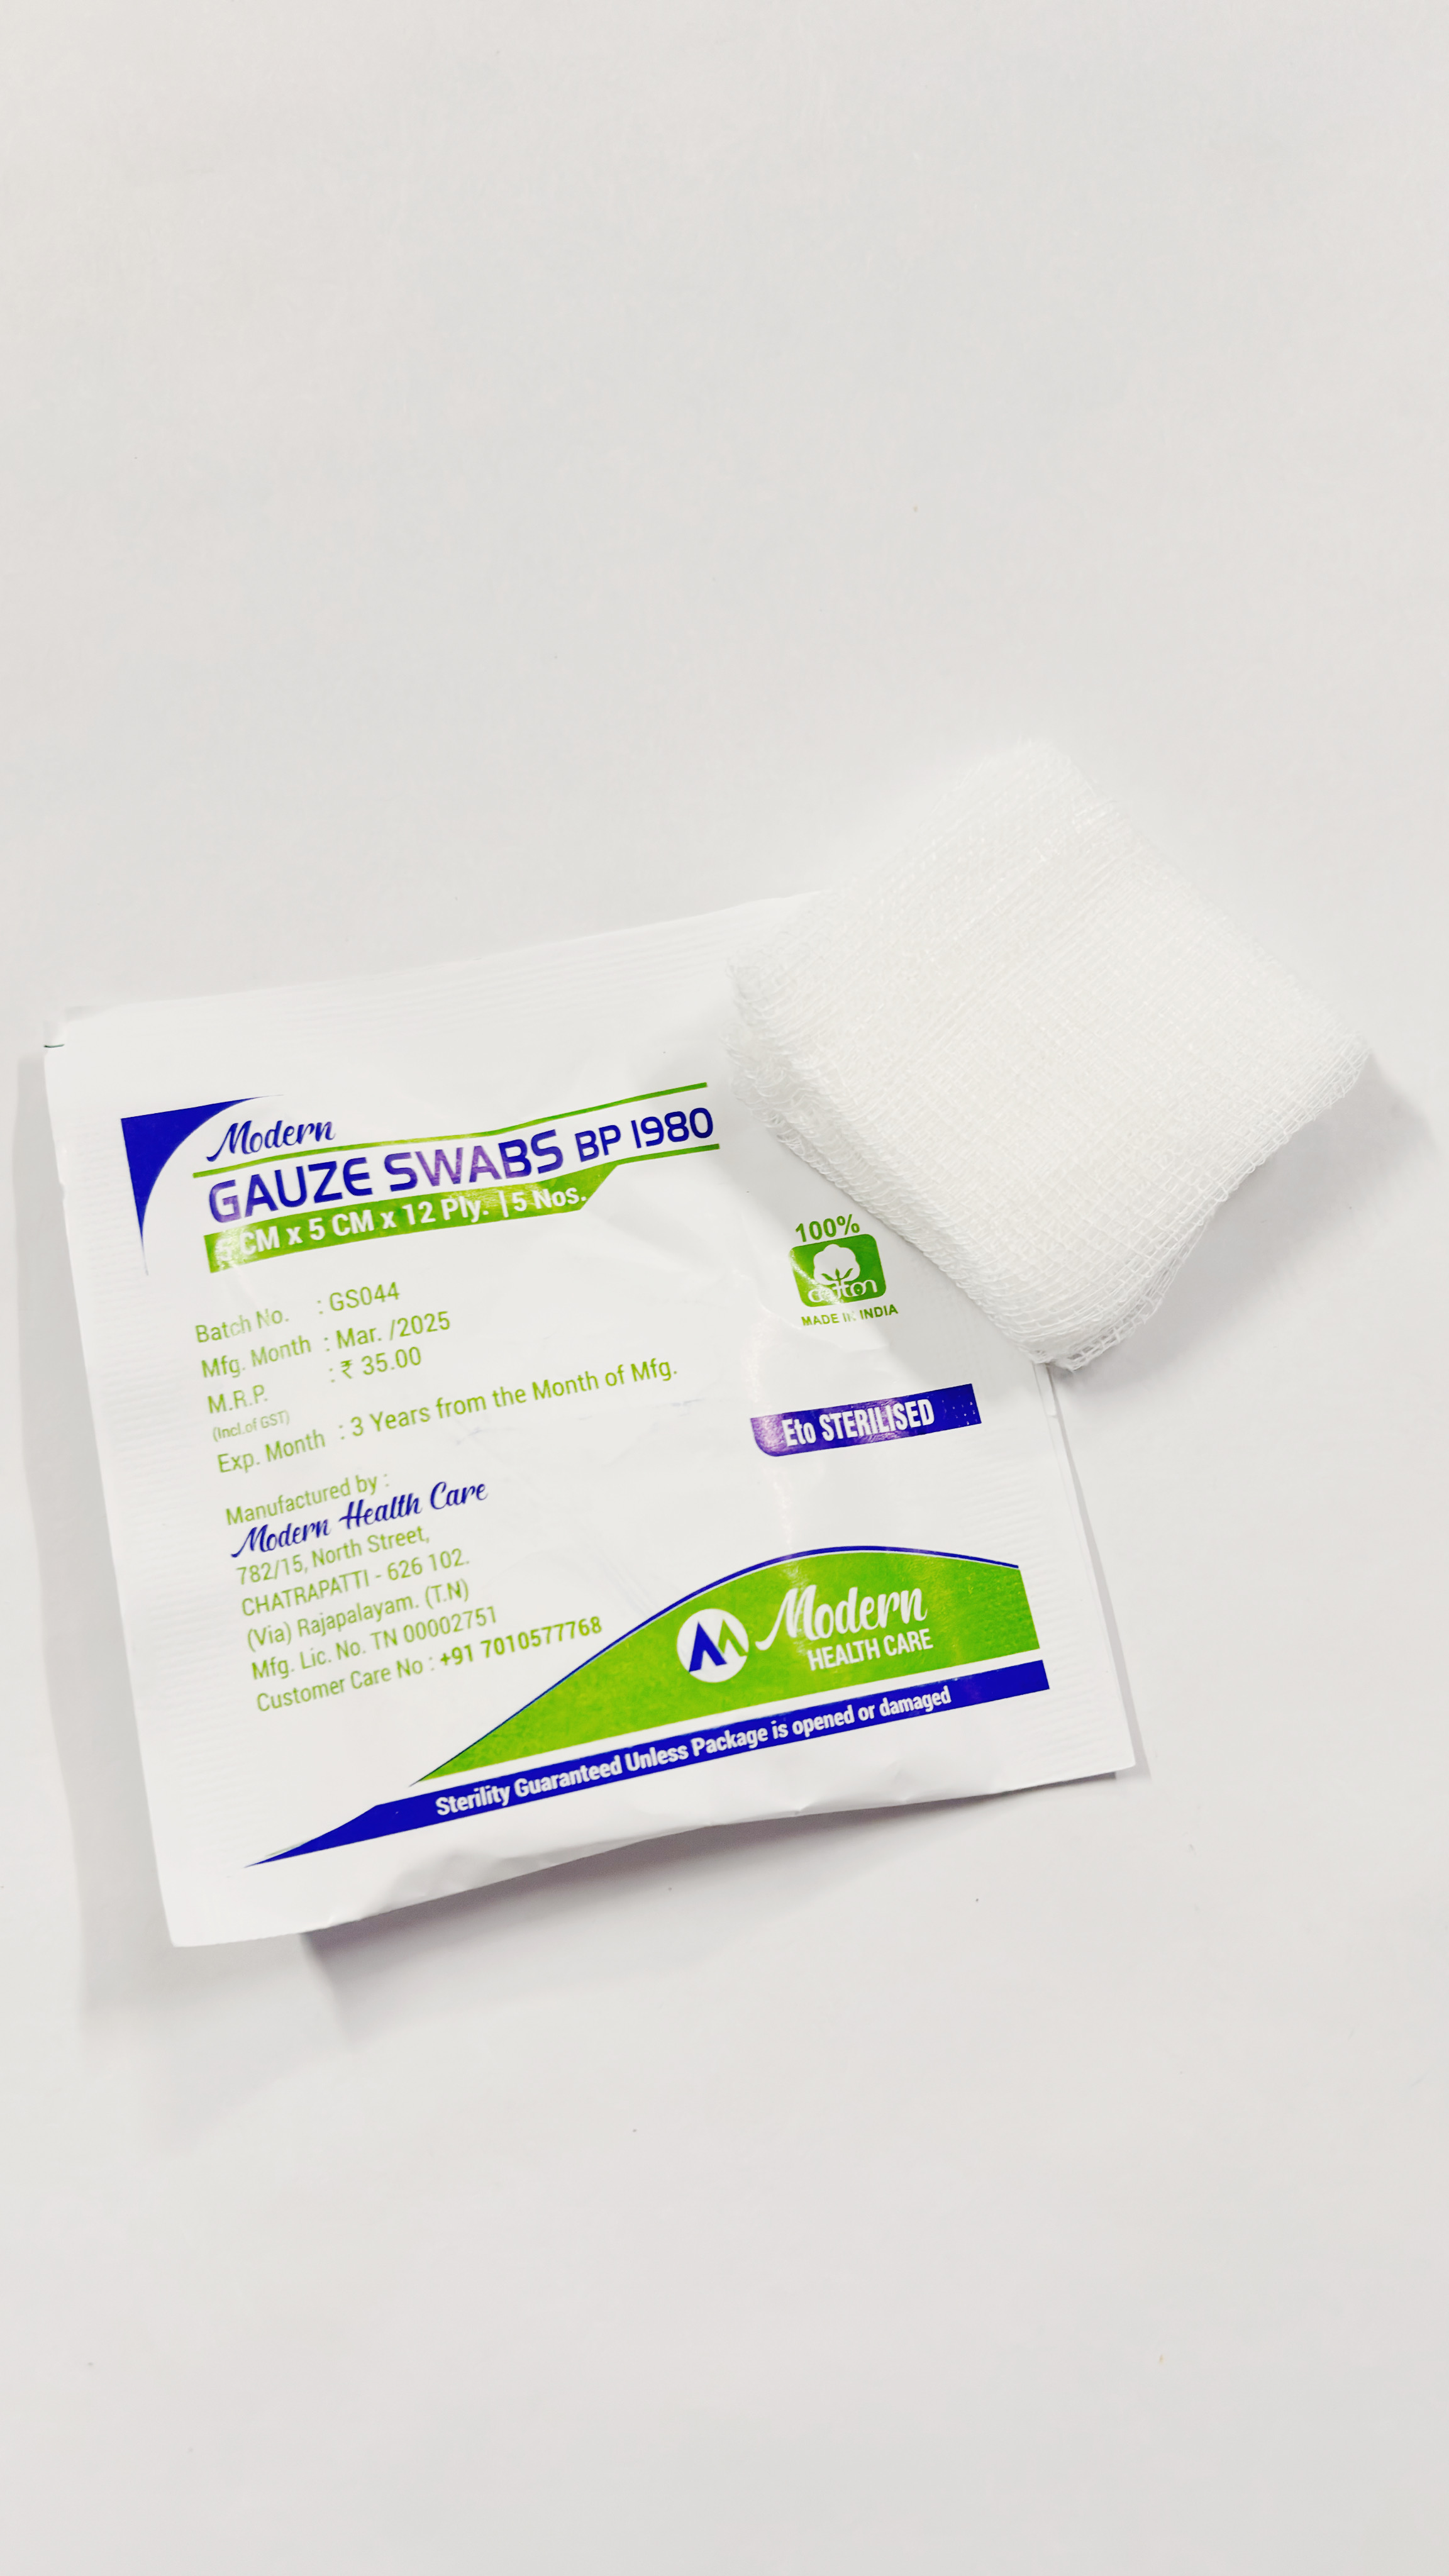 Modern
GAUZE SWABS BP 1980
5 CM x 5 CM x 12 Ply. | 5 Nos.
Batch No. : GS044
Mfg. Month : Mar. /2025
M.R.P. : ₹ 35.00
(Incl.of GST)
Exp. Month : 3 Years from the Month of Mfg.
Manufactured by :
Modern Health Care
782/15, North Street,
CHATRAPATTI - 626 102.
(Via) Rajapalayam. (T.N)
Mfg. Lic. No. TN 00002751
Customer Care No : +91 7010577768
100%
cotton
MADE IN INDIA
Eto STERILISED
Modern
HEALTH CARE
Sterility Guaranteed Unless Package is opened or damaged